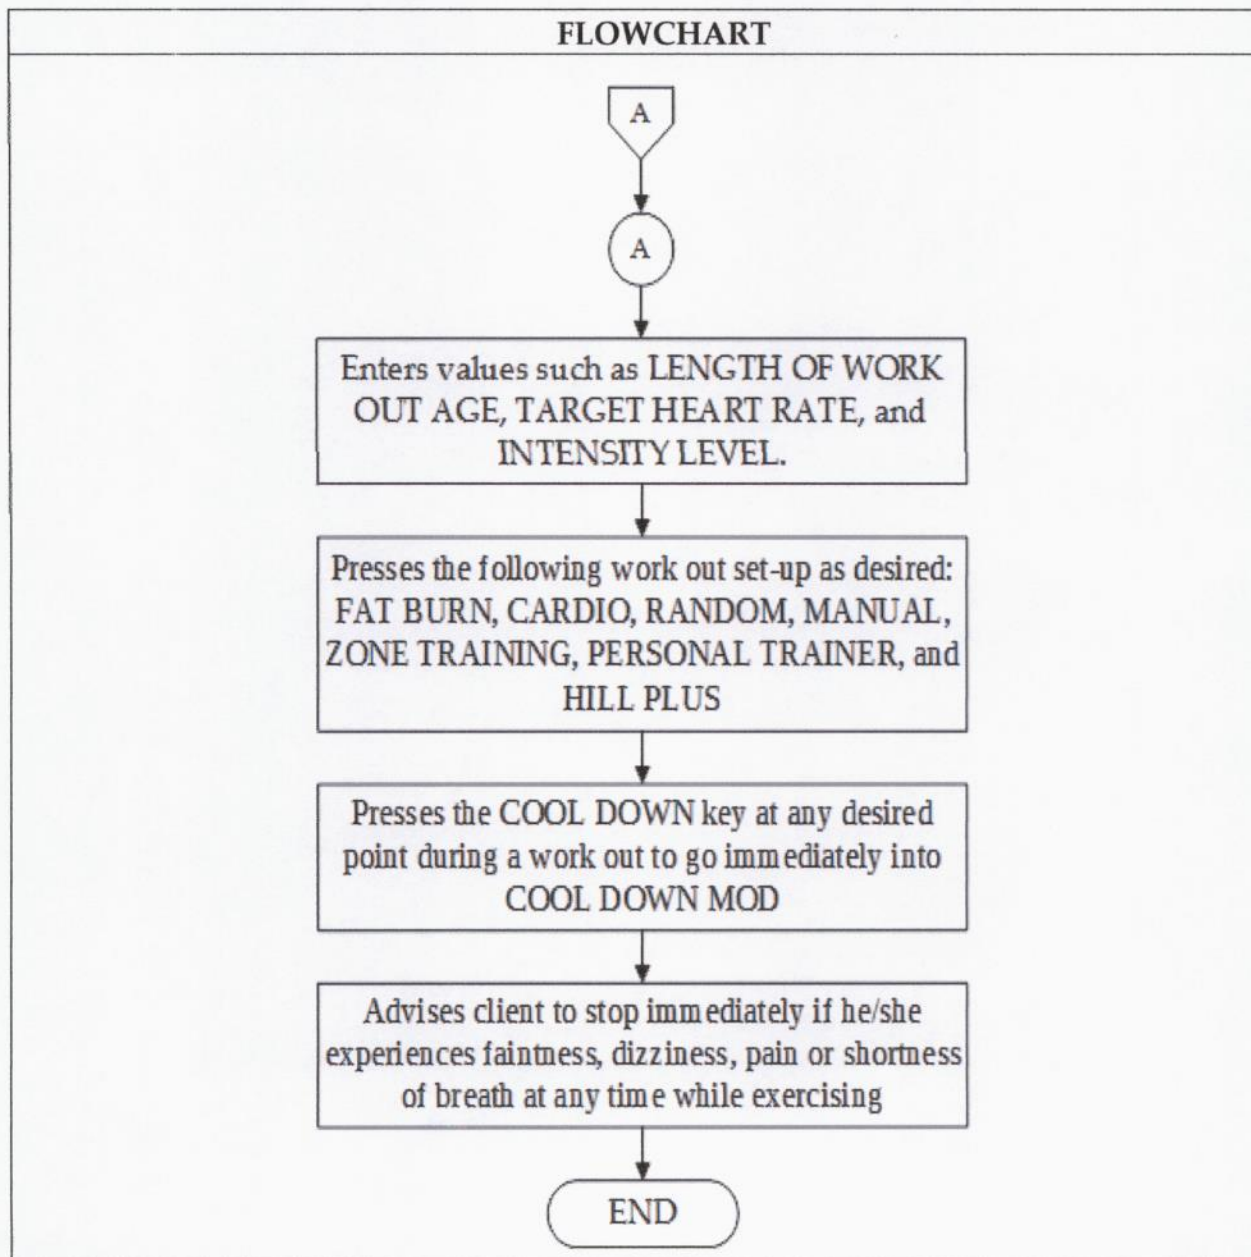 FLOWCHART
A
A
Enters values such as LENGTH OF WORK
OUT AGE, TARGET HEART RATE, and
INTENSITY LEVEL.
Presses the following work out set-up as desired:
FAT BURN, CARDIO, RANDOM, MANUAL,
ZONE TRAINING, PERSONAL TRAINER, and
HILL PLUS
Presses the COOL DOWN key at any desired
point during a work out to go immediately into
COOL DOWN MOD
Advises client to stop immediately if he/she
experiences faintness, dizziness, pain or shortness
of breath at any time while exercising
END